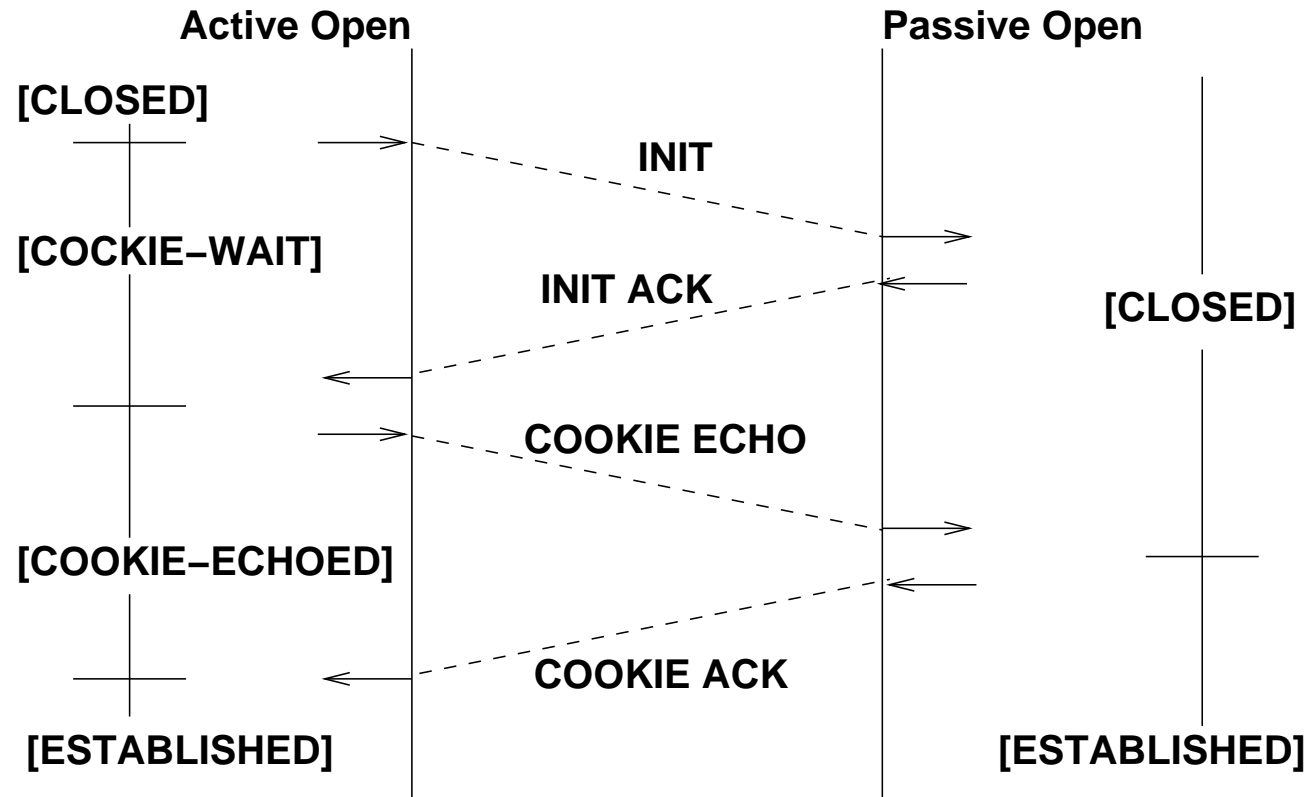 Active Open
Passive Open
[CLOSED]
INIT
[COCKIE−WAIT]
INIT ACK
[CLOSED]
COOKIE ECHO
[COOKIE−ECHOED]
COOKIE ACK
[ESTABLISHED]
[ESTABLISHED]